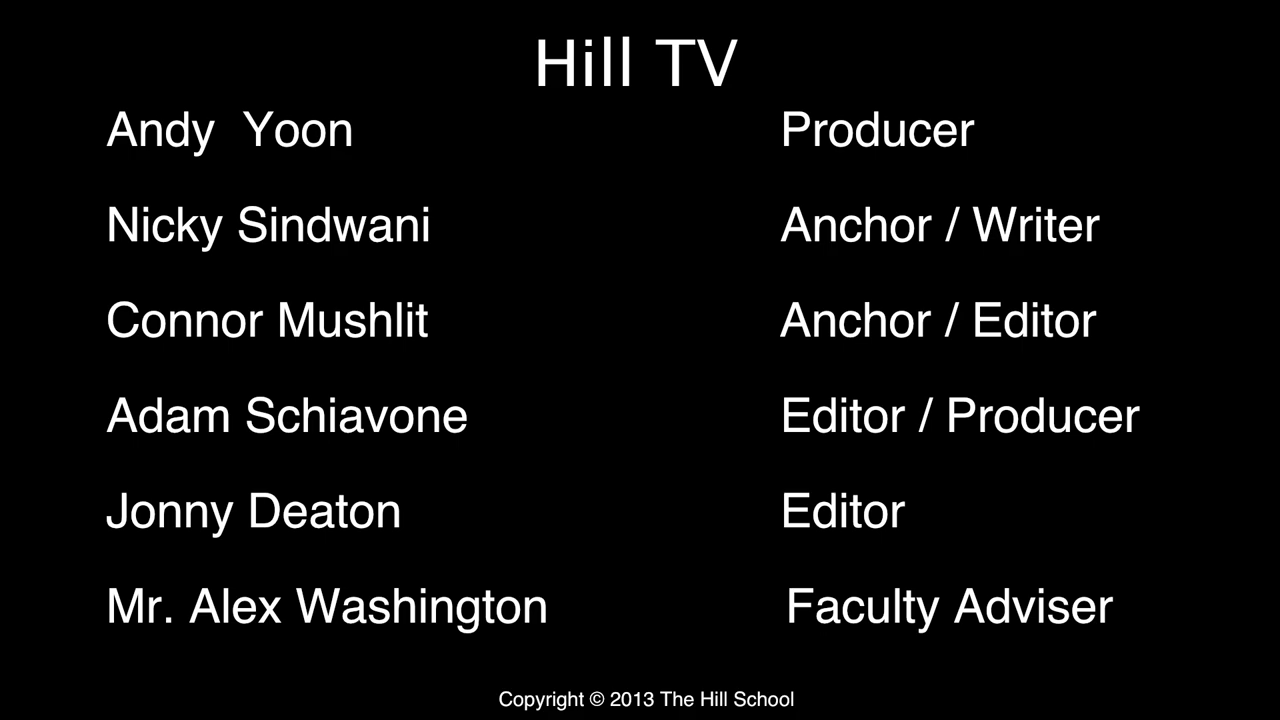 Hill TV
Andy  Yoon Producer
Nicky Sindwani Anchor / Writer
Connor Mushlit Anchor / Editor
Adam Schiavone Editor / Producer
Jonny Deaton Editor
Mr. Alex Washington Faculty Adviser
Copyright © 2013 The Hill School